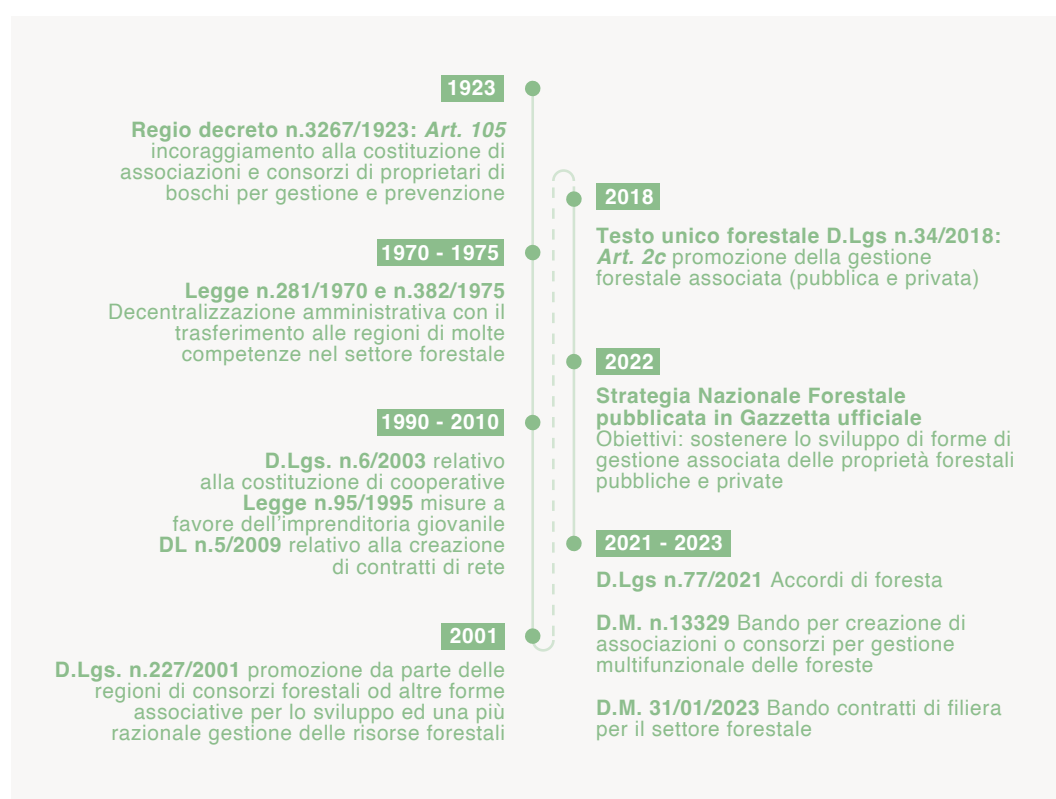 1923
Regio decreto n.3267/1923: Art. 105
incoraggiamento alla costituzione di
associazioni e consorzi di proprietari di
boschi per gestione e prevenzione
1970 - 1975
Legge n.281/1970 e n.382/1975
Decentralizzazione amministrativa con il
trasferimento alle regioni di molte
competenze nel settore forestale
1990 - 2010
D.Lgs. n.6/2003 relativo
alla costituzione di cooperative
Legge n.95/1995 misure a
favore dell’imprenditoria giovanile
DL n.5/2009 relativo alla creazione
di contratti di rete
2001
D.Lgs. n.227/2001 promozione da parte delle
regioni di consorzi forestali od altre forme
associative per lo sviluppo ed una più
razionale gestione delle risorse forestali
2018
Testo unico forestale D.Lgs n.34/2018:
Art. 2c promozione della gestione
forestale associata (pubblica e privata)
2022
Strategia Nazionale Forestale
pubblicata in Gazzetta ufficiale
Obiettivi: sostenere lo sviluppo di forme di
gestione associata delle proprietà forestali
pubbliche e private
2021 - 2023
D.Lgs n.77/2021 Accordi di foresta
D.M. n.13329 Bando per creazione di
associazioni o consorzi per gestione
multifunzionale delle foreste
D.M. 31/01/2023 Bando contratti di filiera
per il settore forestale